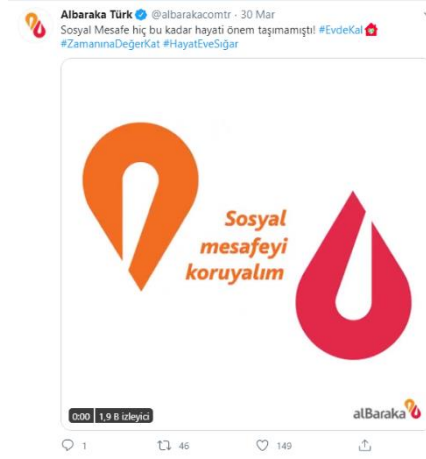 Albaraka Türk @albarakacomtr · 30 Mar
Sosyal Mesafe hiç bu kadar hayati önem taşımamıştı! #EvdeKal
#ZamanınaDeğerKat #HayatEveSığar
Sosyal
mesafeyi
koruyalım
0:00 1,9 B izleyici
alBaraka
1 46 149